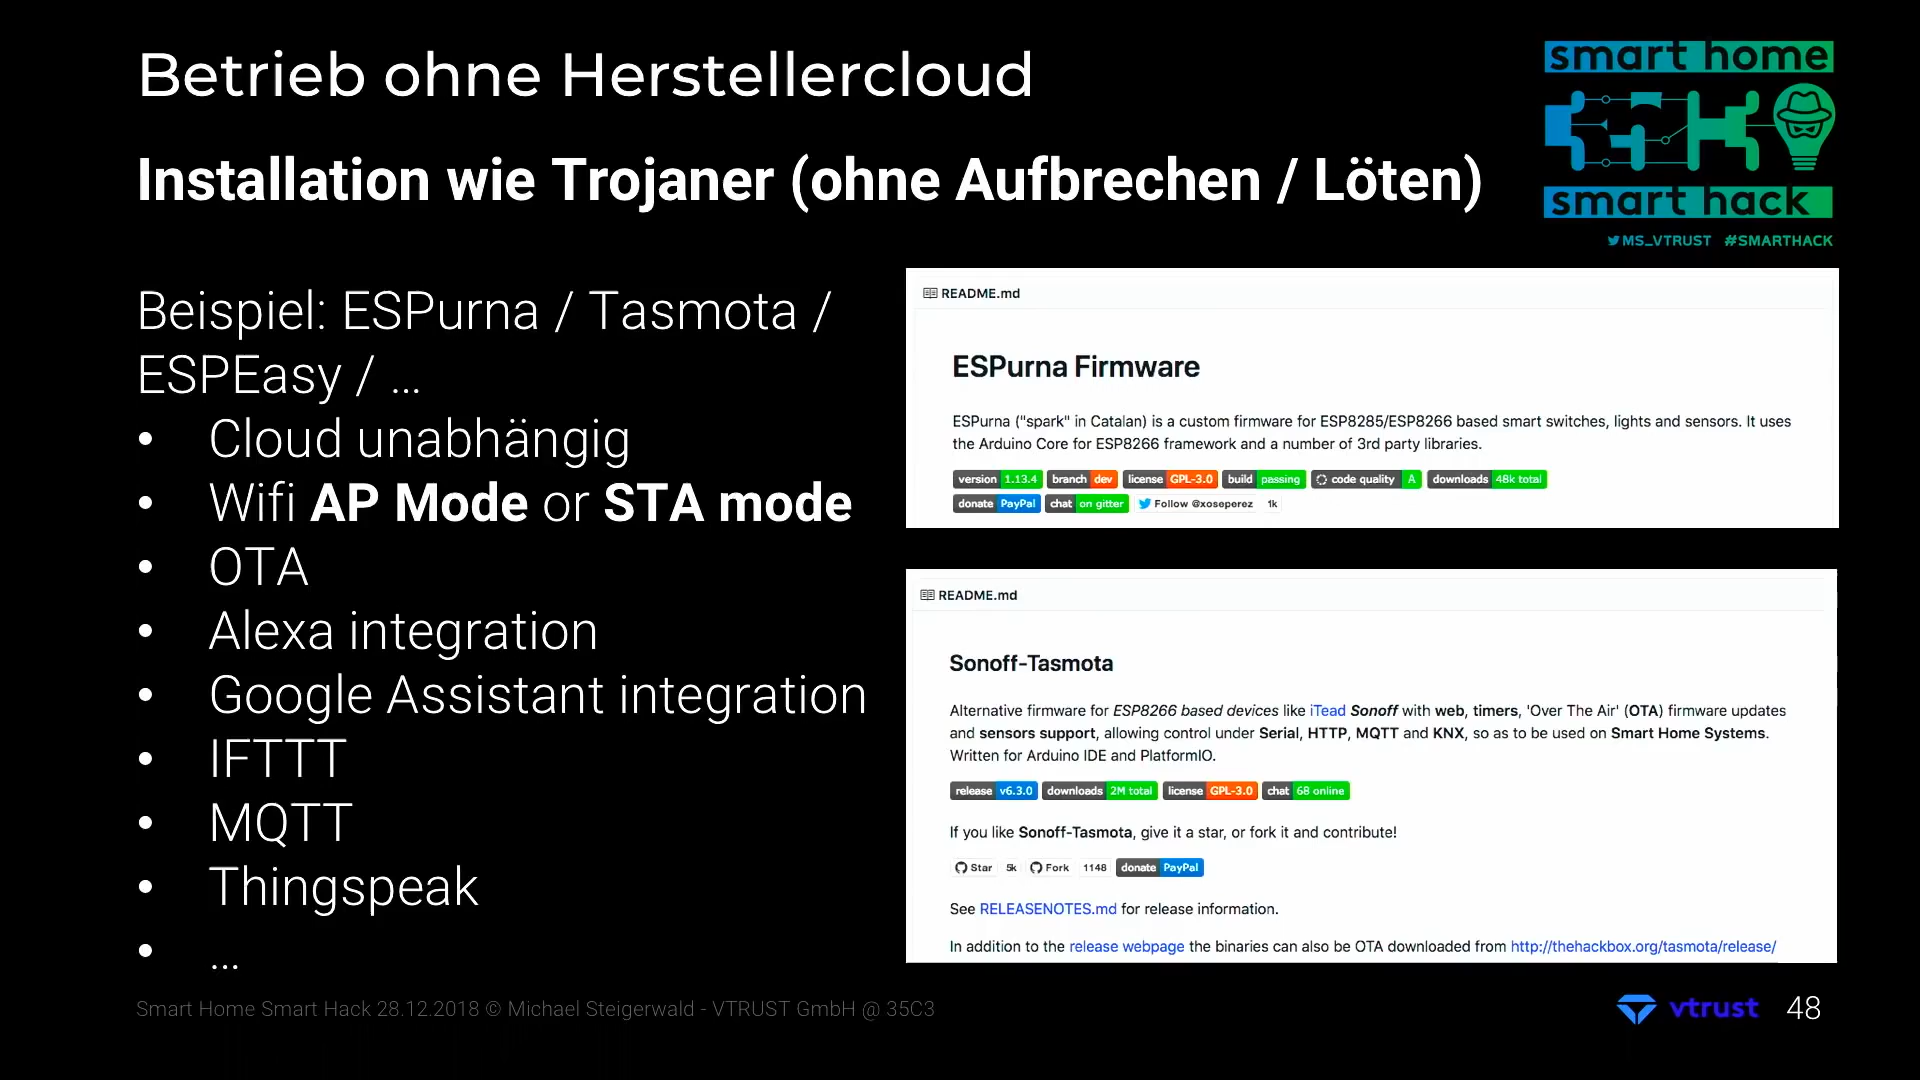 Betrieb ohne Herstellercloud
Installation wie Trojaner (ohne Aufbrechen / Löten)
smart home
smart hack
MS_VTRUST #SMARTHACK
Beispiel: ESPurna / Tasmota /
ESPEasy / ...
• Cloud unabhängig
• Wifi AP Mode or STA mode
• OTA
• Alexa integration
• Google Assistant integration
• IFTTT
• MQTT
• Thingspeak
• ...
README.md
ESPurna Firmware
ESPurna ("spark" in Catalan) is a custom firmware for ESP8285/ESP8266 based smart switches, lights and sensors. It uses
the Arduino Core for ESP8266 framework and a number of 3rd party libraries.
version 1.13.4 branch dev license GPL-3.0 build passing code quality A downloads 48k total
donate PayPal chat on gitter Follow @xoseperez 1k
README.md
Sonoff-Tasmota
Alternative firmware for ESP8266 based devices like iTead Sonoff with web, timers, 'Over The Air' (OTA) firmware updates
and sensors support, allowing control under Serial, HTTP, MQTT and KNX, so as to be used on Smart Home Systems.
Written for Arduino IDE and PlatformIO.
release v6.3.0 downloads 2M total license GPL-3.0 chat 68 online
If you like Sonoff-Tasmota, give it a star, or fork it and contribute!
Star 5k Fork 1148 donate PayPal
See RELEASENOTES.md for release information.
In addition to the release webpage the binaries can also be OTA downloaded from http://thehackbox.org/tasmota/release/
Smart Home Smart Hack 28.12.2018 © Michael Steigerwald - VTRUST GmbH @ 35C3
vtrust 48